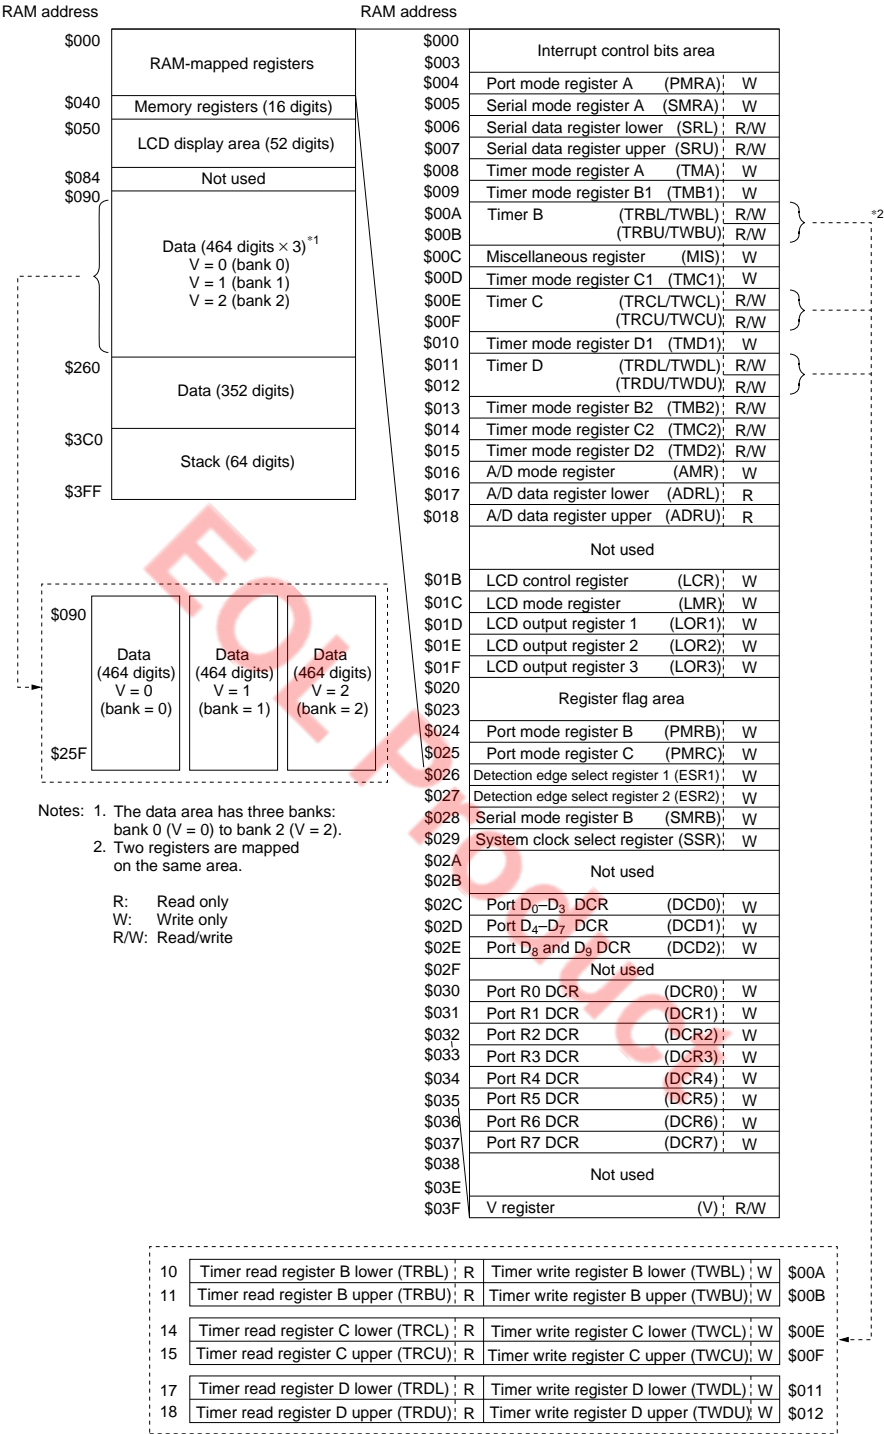 RAM address
$000
RAM-mapped registers
$040
Memory registers (16 digits)
$050
LCD display area (52 digits)
$084
Not used
$090
Data (464 digits × 3)*1
V = 0 (bank 0)
V = 1 (bank 1)
V = 2 (bank 2)
$260
Data (352 digits)
$3C0
Stack (64 digits)
$3FF
$090
Data
(464 digits)
V = 0
(bank = 0)
Data
(464 digits)
V = 1
(bank = 1)
Data
(464 digits)
V = 2
(bank = 2)
$25F
Notes: 1. The data area has three banks:
bank 0 (V = 0) to bank 2 (V = 2).
2. Two registers are mapped
on the same area.
R: Read only
W: Write only
R/W: Read/write
RAM address
$000
Interrupt control bits area
$003
$004 Port mode register A (PMRA) W
$005 Serial mode register A (SMRA) W
$006 Serial data register lower (SRL) R/W
$007 Serial data register upper (SRU) R/W
$008 Timer mode register A (TMA) W
$009 Timer mode register B1 (TMB1) W
$00A Timer B (TRBL/TWBL) R/W
*2
$00B (TRBU/TWBU) R/W
$00C Miscellaneous register (MIS) W
$00D Timer mode register C1 (TMC1) W
$00E Timer C (TRCL/TWCL) R/W
$00F (TRCU/TWCU) R/W
$010 Timer mode register D1 (TMD1) W
$011 Timer D (TRDL/TWDL) R/W
$012 (TRDU/TWDU) R/W
$013 Timer mode register B2 (TMB2) R/W
$014 Timer mode register C2 (TMC2) R/W
$015 Timer mode register D2 (TMD2) R/W
$016 A/D mode register (AMR) W
$017 A/D data register lower (ADRL) R
$018 A/D data register upper (ADRU) R
Not used
$01B LCD control register (LCR) W
$01C LCD mode register (LMR) W
$01D LCD output register 1 (LOR1) W
$01E LCD output register 2 (LOR2) W
$01F LCD output register 3 (LOR3) W
$020
Register flag area
$023
$024 Port mode register B (PMRB) W
$025 Port mode register C (PMRC) W
$026 Detection edge select register 1 (ESR1) W
$027 Detection edge select register 2 (ESR2) W
$028 Serial mode register B (SMRB) W
$029 System clock select register (SSR) W
$02A
Not used
$02B
$02C Port D0–D3 DCR (DCD0) W
$02D Port D4–D7 DCR (DCD1) W
$02E Port D8 and D9 DCR (DCD2) W
$02F Not used
$030 Port R0 DCR (DCR0) W
$031 Port R1 DCR (DCR1) W
$032 Port R2 DCR (DCR2) W
$033 Port R3 DCR (DCR3) W
$034 Port R4 DCR (DCR4) W
$035 Port R5 DCR (DCR5) W
$036 Port R6 DCR (DCR6) W
$037 Port R7 DCR (DCR7) W
$038
Not used
$03E
$03F V register (V) R/W
10 Timer read register B lower (TRBL) R Timer write register B lower (TWBL) W $00A
11 Timer read register B upper (TRBU) R Timer write register B upper (TWBU) W $00B
14 Timer read register C lower (TRCL) R Timer write register C lower (TWCL) W $00E
15 Timer read register C upper (TRCU) R Timer write register C upper (TWCU) W $00F
17 Timer read register D lower (TRDL) R Timer write register D lower (TWDL) W $011
18 Timer read register D upper (TRDU) R Timer write register D upper (TWDU) W $012
EOL Product